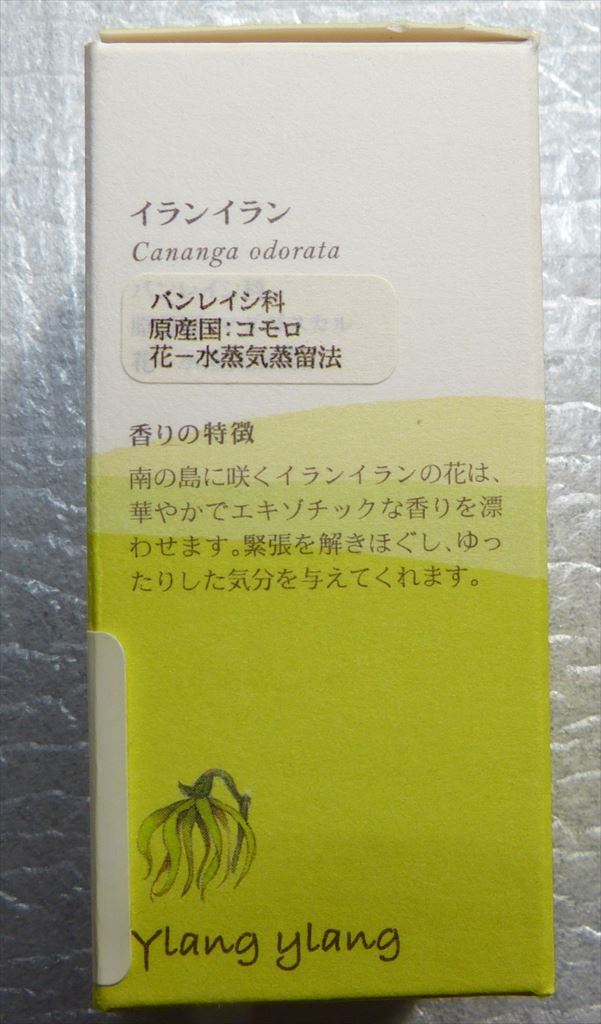 イランイラン
Cananga odorata
バンレイシ科
原産国:コモロ
花－水蒸気蒸留法
香りの特徴
南の島に咲くイランイランの花は、
華やかでエキゾチックな香りを漂
わせます。緊張を解きほぐし、ゆっ
たりした気分を与えてくれます。
Ylang ylang